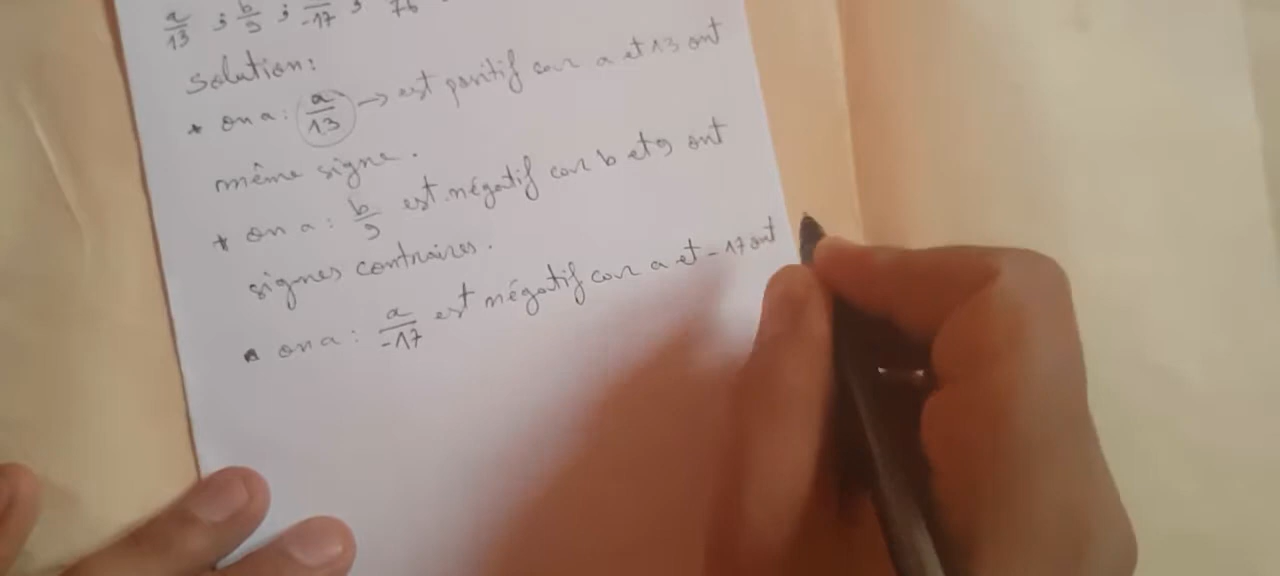 a/13 ; b/9 ; /-17 ;
Solution:
* on a: a/13 → est positif car a et 13 ont
même signe.
* on a: b/9 est négatif car b et 9 ont
signes contraires.
* on a: a/-17 est négatif car a et -17 ont